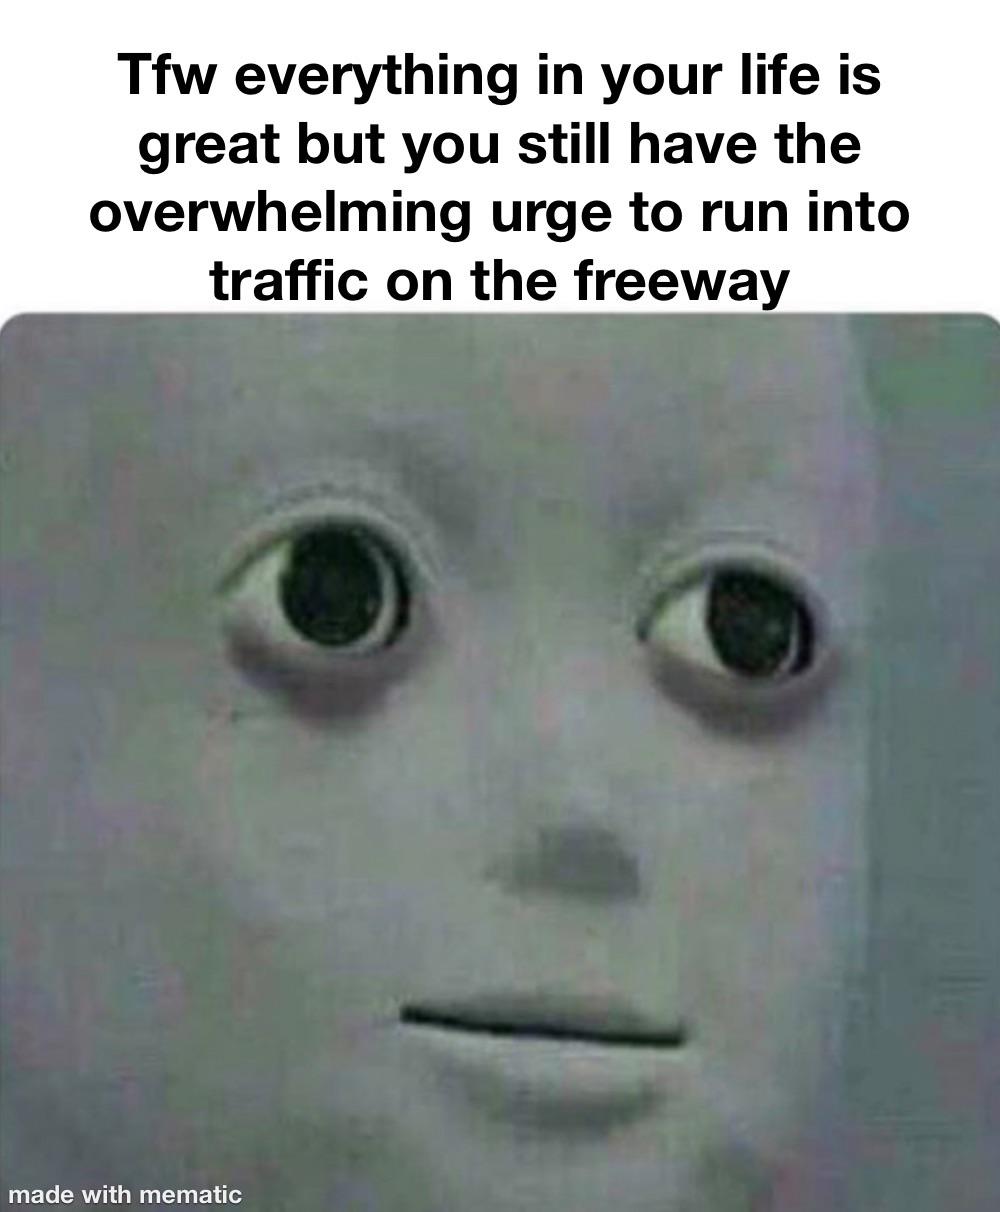 Tfw everything in your life is
great but you still have the
overwhelming urge to run into
traffic on the freeway
made with mematic